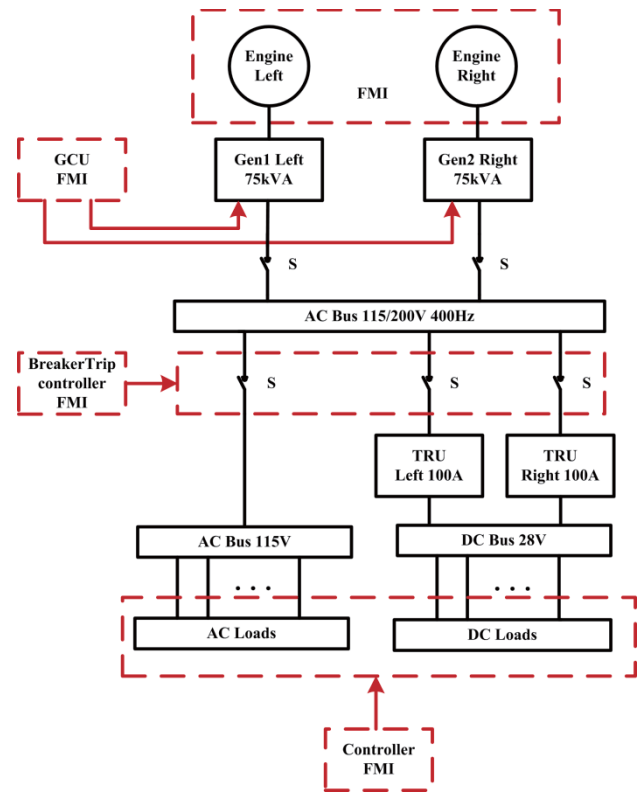 Engine
Left
Engine
Right
FMI
GCU
FMI
Gen1 Left
75kVA
Gen2 Right
75kVA
S
S
AC Bus 115/200V 400Hz
BreakerTrip
controller
FMI
S
S
S
TRU
Left 100A
TRU
Right 100A
AC Bus 115V
DC Bus 28V
. . .
. . .
AC Loads
DC Loads
Controller
FMI